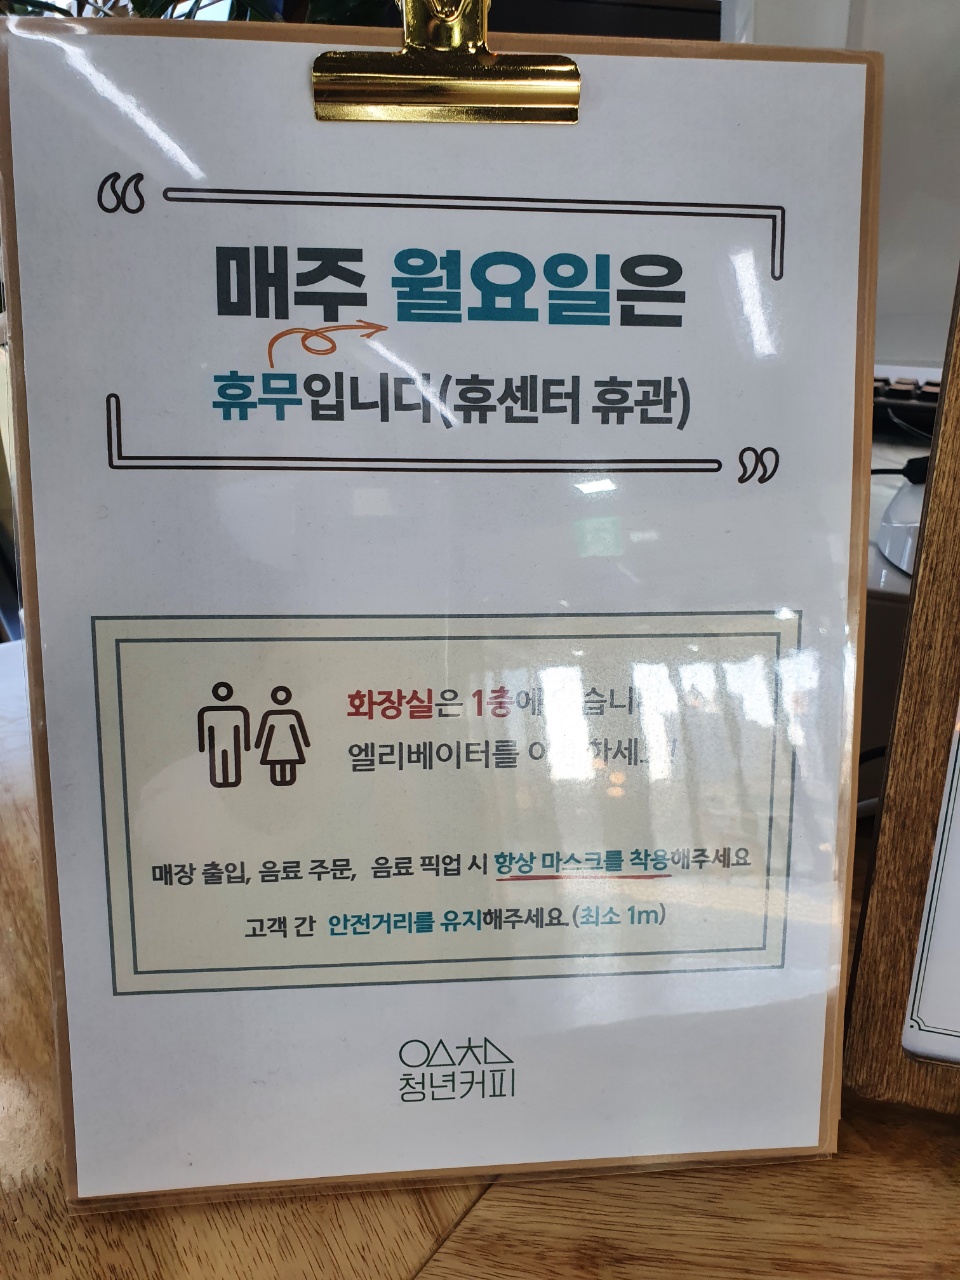 매주 월요일은
휴무입니다(휴센터 휴관)
화장실은 1층에
엘리베이터를
매장 출입, 음료 주문, 음료 픽업 시 항상 마스크를 착용해주세요
고객 간 안전거리를 유지해주세요.(최소 1m)
청년커피